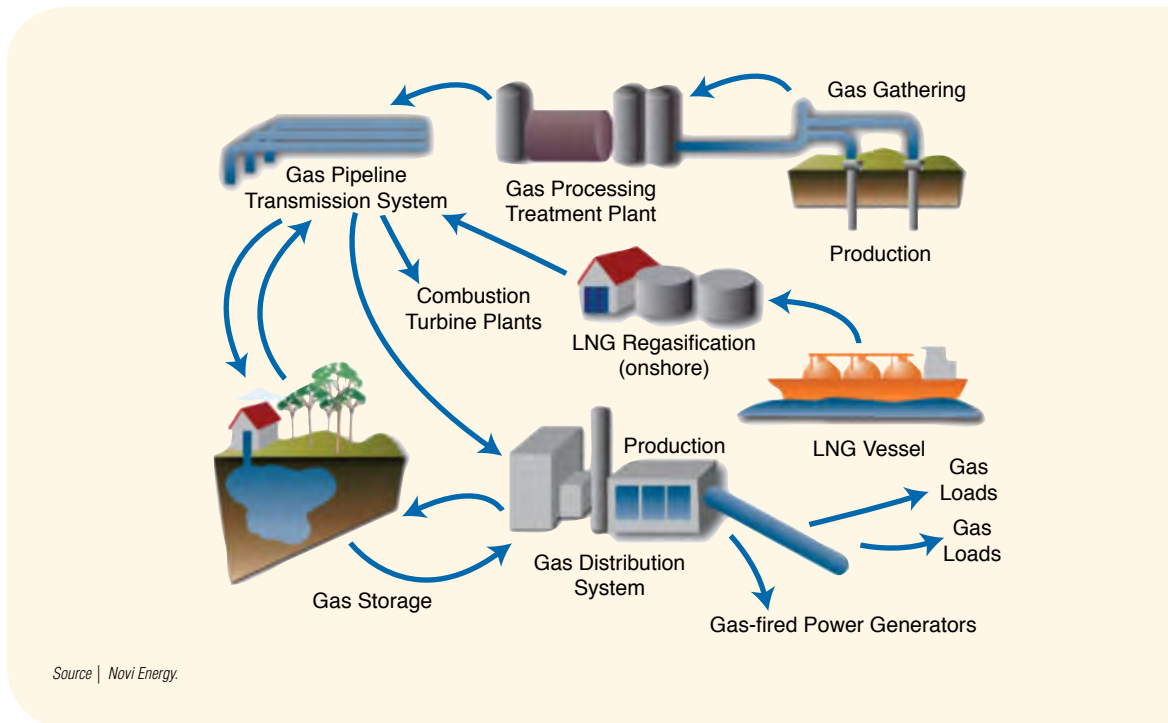 Gas Gathering
Gas Pipeline
Transmission System
Gas Processing
Treatment Plant
Production
Combustion
Turbine Plants
LNG Regasification
(onshore)
LNG Vessel
Production
Gas
Loads
Gas
Loads
Gas Distribution
System
Gas Storage
Gas-fired Power Generators
Source | Novi Energy.